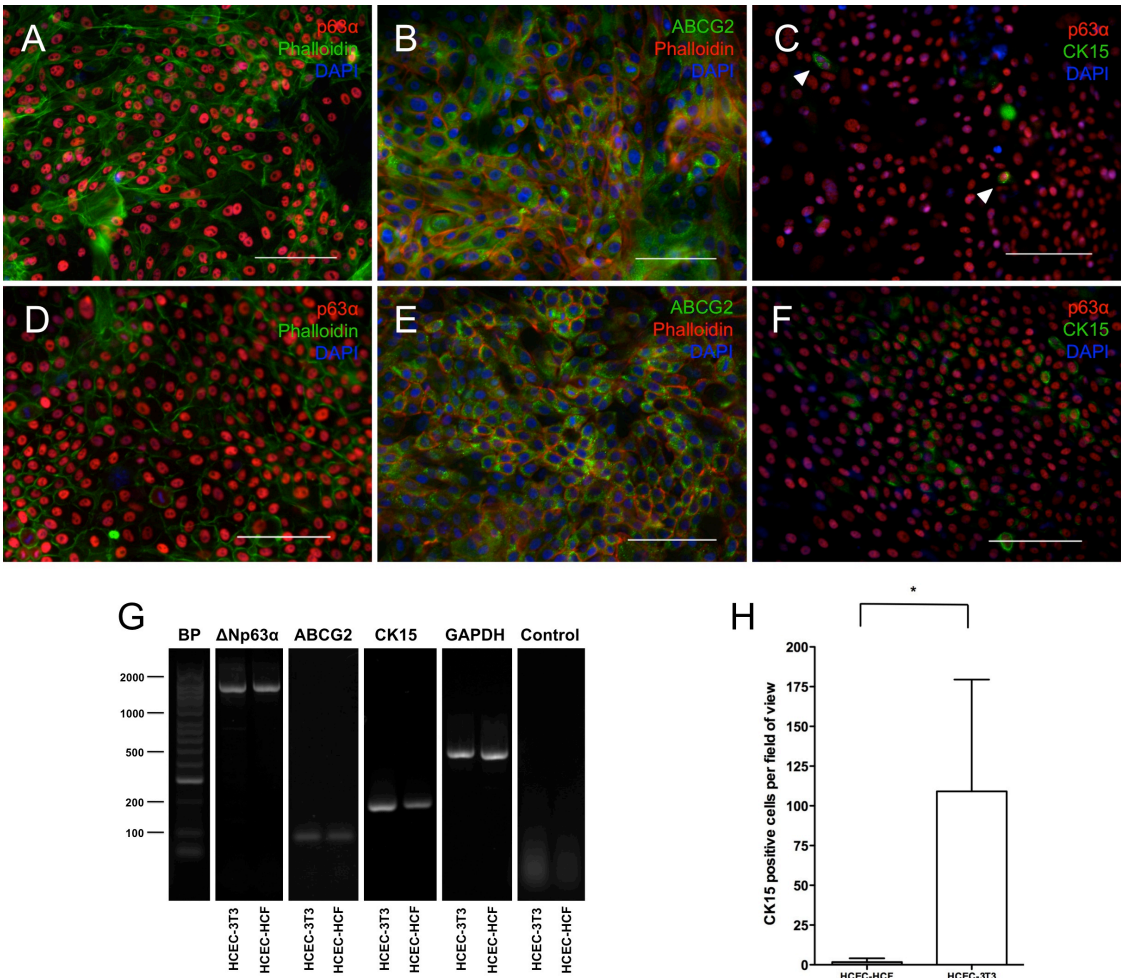 A
p63α
Phalloidin
DAPI
B
ABCG2
Phalloidin
DAPI
C
p63α
CK15
DAPI
D
p63α
Phalloidin
DAPI
E
ABCG2
Phalloidin
DAPI
F
p63α
CK15
DAPI
G
BP ΔNp63α ABCG2 CK15 GAPDH Control
2000
1000
500
200
100
HCEC-3T3 HCEC-HCF HCEC-3T3 HCEC-HCF HCEC-3T3 HCEC-HCF HCEC-3T3 HCEC-HCF HCEC-3T3 HCEC-HCF
H
*
CK15 positive cells per field of view
200
175
150
125
100
75
50
25
0
HCEC-HCF HCEC-3T3